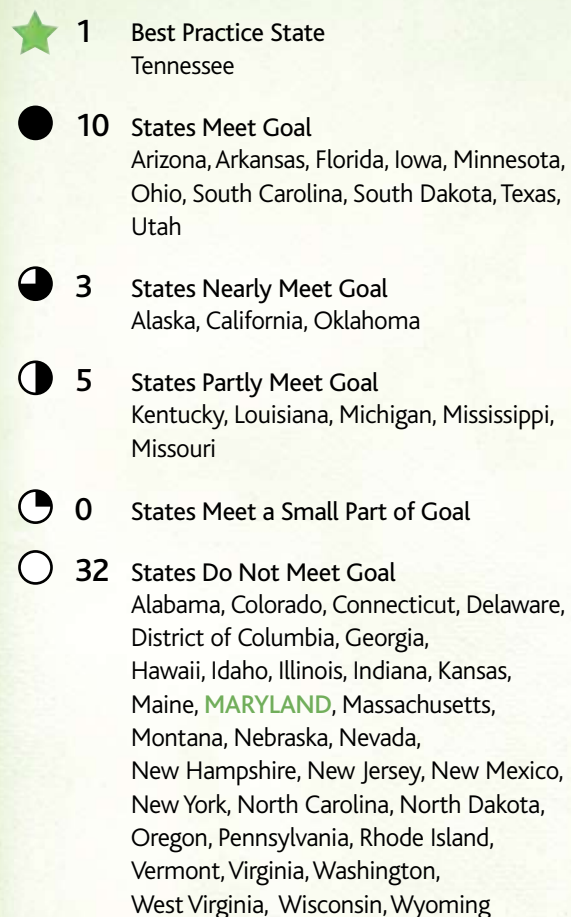 1 Best Practice State
Tennessee
10 States Meet Goal
Arizona, Arkansas, Florida, Iowa, Minnesota,
Ohio, South Carolina, South Dakota, Texas,
Utah
3 States Nearly Meet Goal
Alaska, California, Oklahoma
5 States Partly Meet Goal
Kentucky, Louisiana, Michigan, Mississippi,
Missouri
0 States Meet a Small Part of Goal
32 States Do Not Meet Goal
Alabama, Colorado, Connecticut, Delaware,
District of Columbia, Georgia,
Hawaii, Idaho, Illinois, Indiana, Kansas,
Maine, MARYLAND, Massachusetts,
Montana, Nebraska, Nevada,
New Hampshire, New Jersey, New Mexico,
New York, North Carolina, North Dakota,
Oregon, Pennsylvania, Rhode Island,
Vermont, Virginia, Washington,
West Virginia, Wisconsin, Wyoming